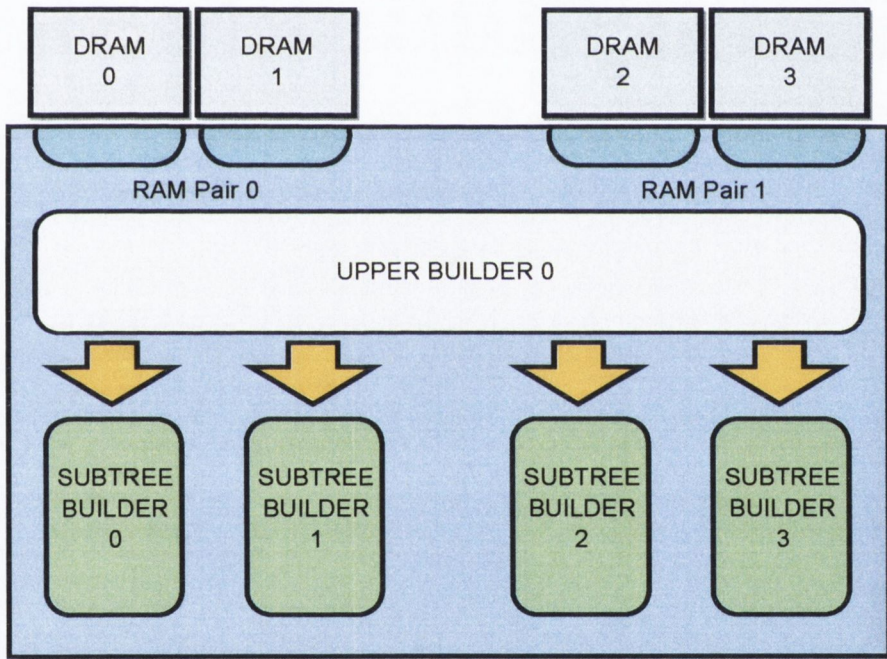 DRAM
0
DRAM
1
DRAM
2
DRAM
3
RAM Pair 0
RAM Pair 1
UPPER BUILDER 0
SUBTREE
BUILDER
0
SUBTREE
BUILDER
1
SUBTREE
BUILDER
2
SUBTREE
BUILDER
3